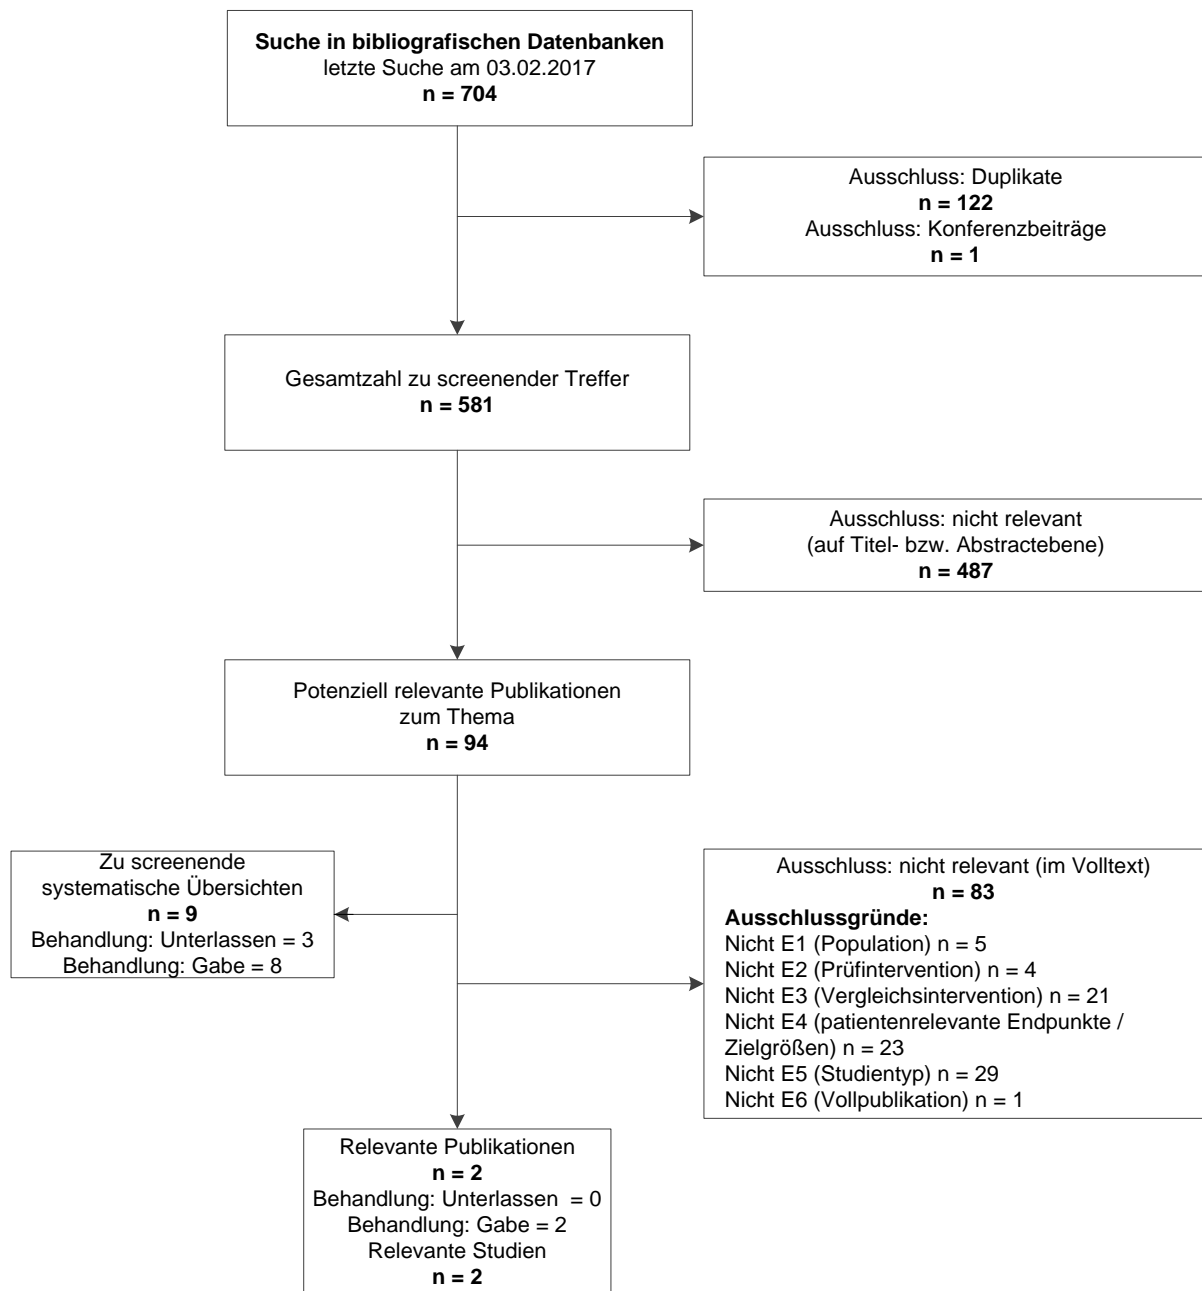 Suche in bibliografischen Datenbanken
letzte Suche am 03.02.2017
n = 704
Ausschluss: Duplikate
n = 122
Ausschluss: Konferenzbeiträge
n = 1
Gesamtzahl zu screenender Treffer
n = 581
Ausschluss: nicht relevant
(auf Titel- bzw. Abstractebene)
n = 487
Potenziell relevante Publikationen
zum Thema
n = 94
Zu screenende
systematische Übersichten
n = 9
Behandlung: Unterlassen = 3
Behandlung: Gabe = 8
Ausschluss: nicht relevant (im Volltext)
n = 83
Ausschlussgründe:
Nicht E1 (Population) n = 5
Nicht E2 (Prüfintervention) n = 4
Nicht E3 (Vergleichsintervention) n = 21
Nicht E4 (patientenrelevante Endpunkte /
Zielgrößen) n = 23
Nicht E5 (Studientyp) n = 29
Nicht E6 (Vollpublikation) n = 1
Relevante Publikationen
n = 2
Behandlung: Unterlassen = 0
Behandlung: Gabe = 2
Relevante Studien
n = 2